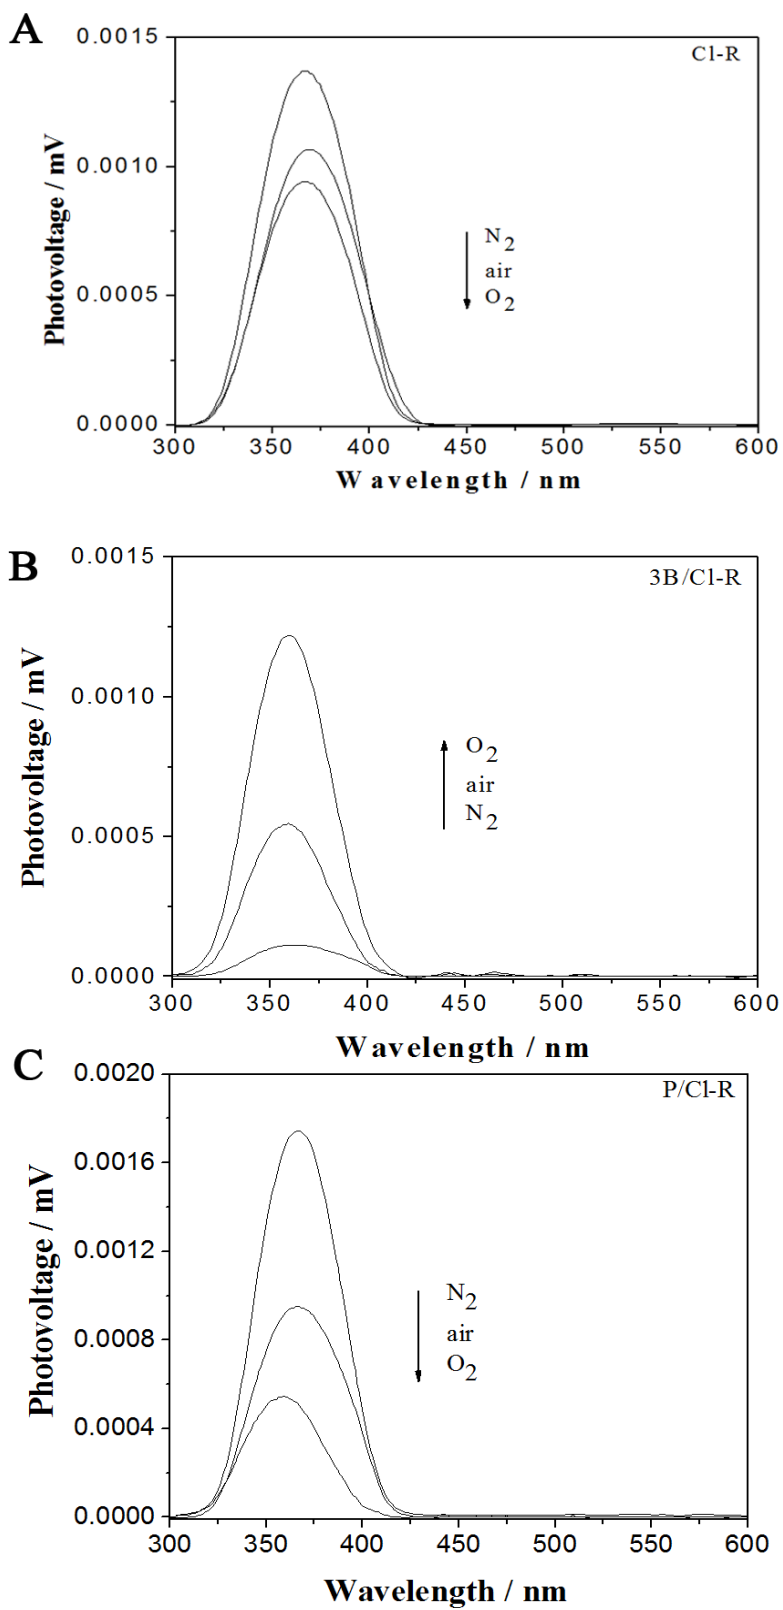 A
Cl-R
0.0015
0.0010
0.0005
0.0000
Photovoltage / mV
N2
air
O2
300 350 400 450 500 550 600
Wavelength / nm
B
3B/Cl-R
0.0015
0.0010
0.0005
0.0000
Photovoltage / mV
O2
air
N2
300 350 400 450 500 550 600
Wavelength / nm
C
P/Cl-R
0.0020
0.0016
0.0012
0.0008
0.0004
0.0000
Photovoltage / mV
N2
air
O2
300 350 400 450 500 550 600
Wavelength / nm